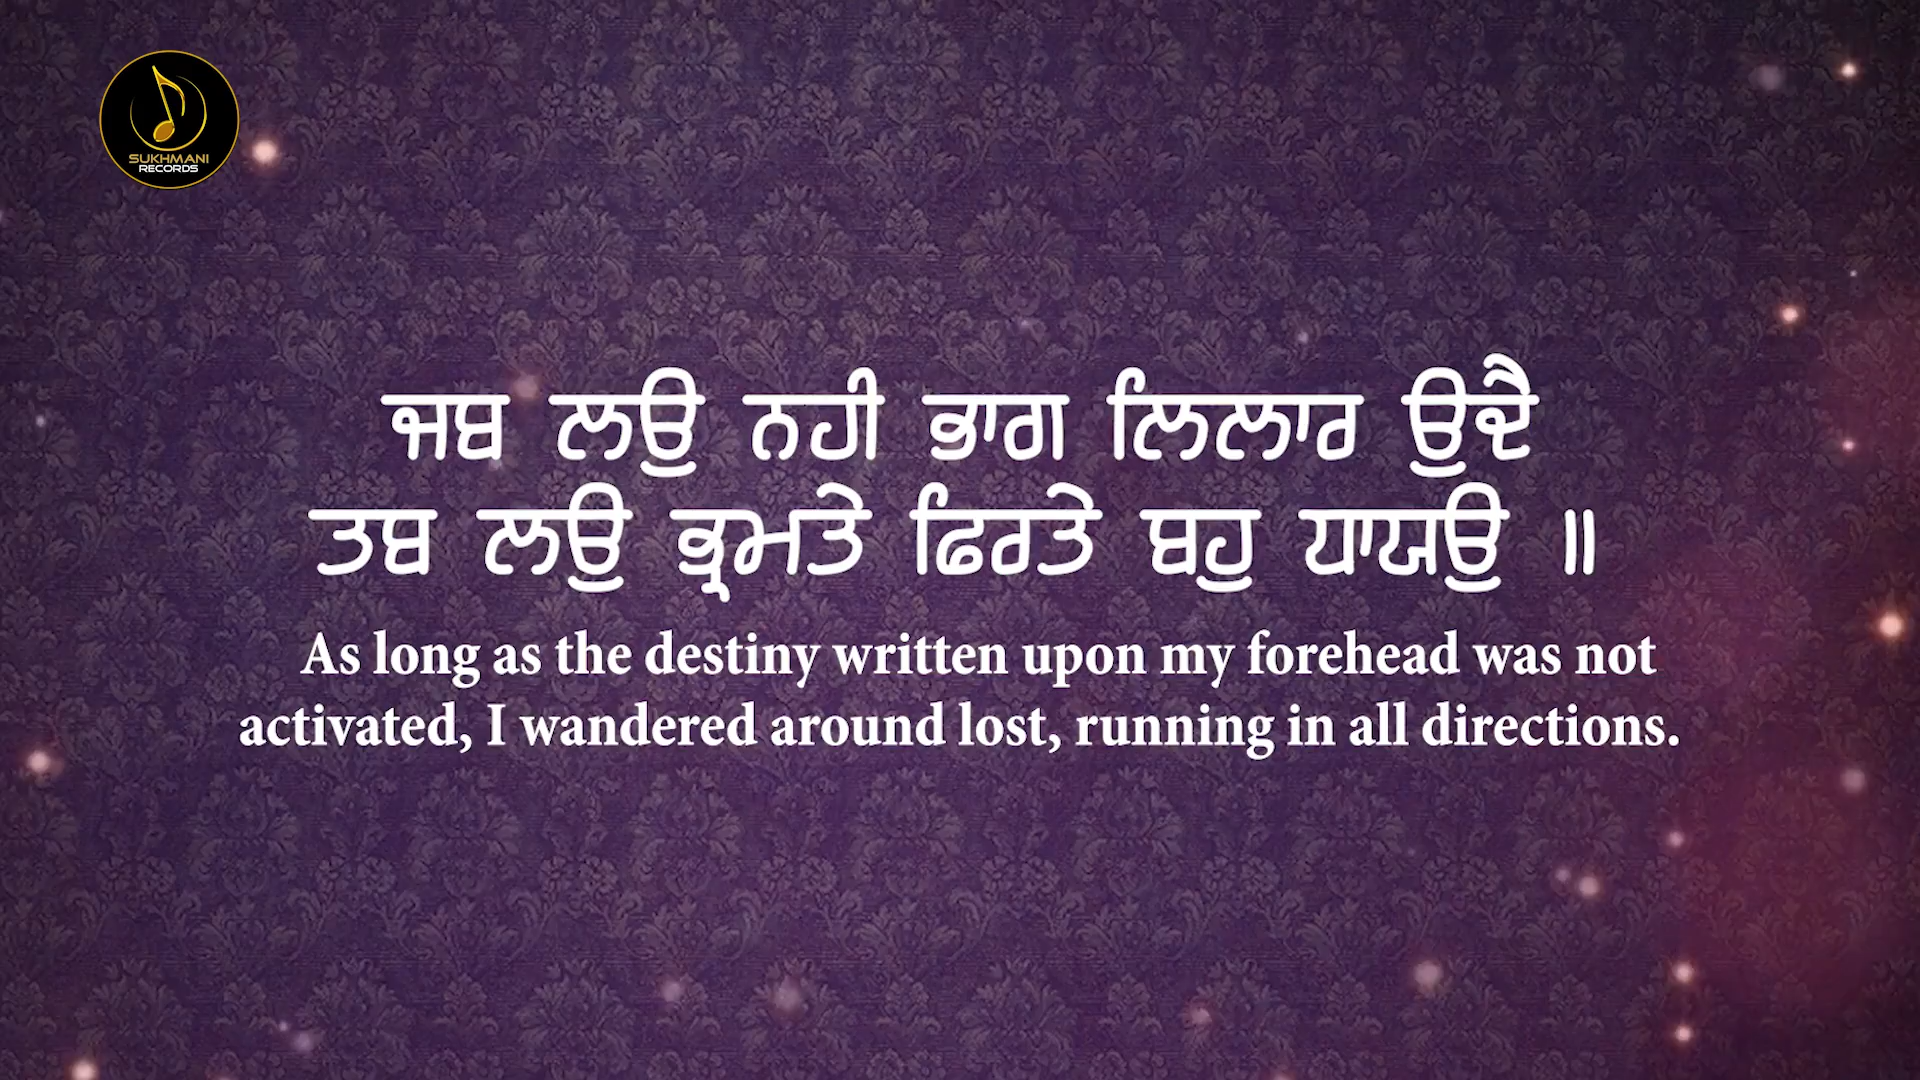 SUKHMANI
RECORDS
ਜਬ ਲਉ ਨਹੀ ਭਾਗ ਲਿਲਾਰ ਉਦੈ
ਤਬ ਲਉ ਭ੍ਰਮਤੇ ਫਿਰਤੇ ਬਹੁ ਧਾਯਉ ॥
As long as the destiny written upon my forehead was not
activated, I wandered around lost, running in all directions.